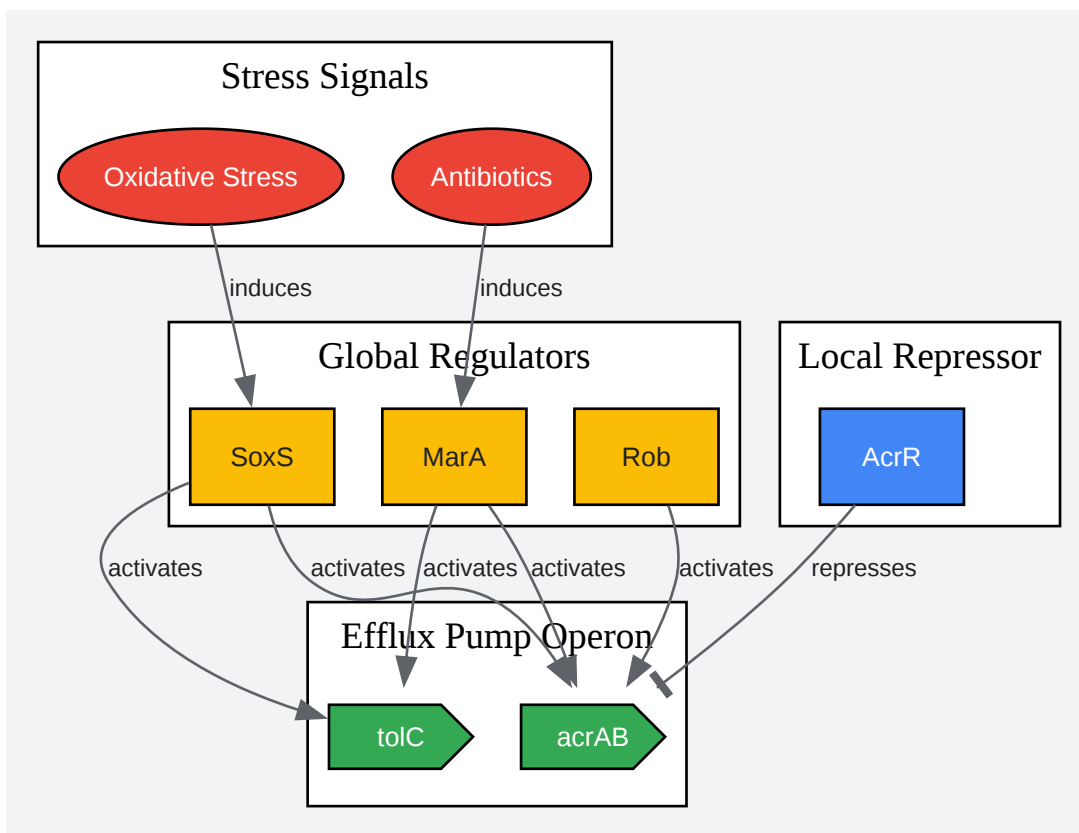 Stress Signals
Oxidative Stress
Antibiotics
induces
induces
Global Regulators
Local Repressor
SoxS
MarA
Rob
AcrR
activates
activates
activates
activates
activates
represses
Efflux Pump Operon
tolC
acrAB